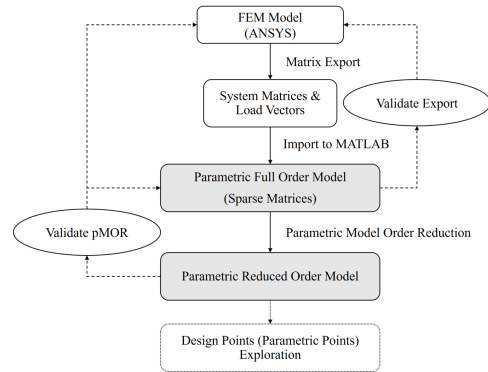 FEM Model
(ANSYS)
Matrix Export
System Matrices &
Load Vectors
Validate Export
Import to MATLAB
Parametric Full Order Model
(Sparse Matrices)
Validate pMOR
Parametric Model Order Reduction
Parametric Reduced Order Model
Design Points (Parametric Points)
Exploration